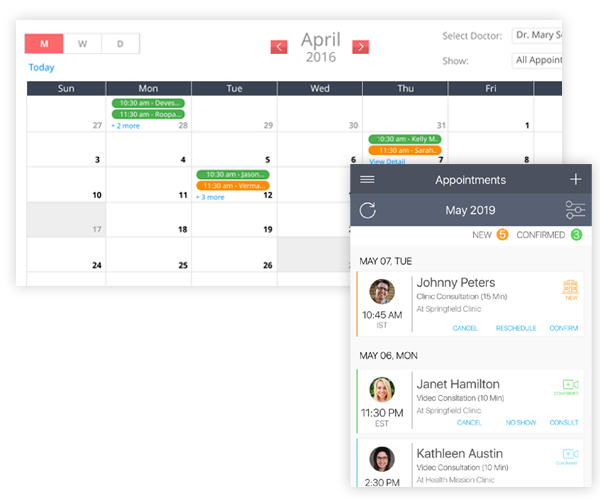 M W D
April
2016
Select Doctor: Dr. Mary
Show: All Appoint
Today
Sun Mon Tue Wed Thu Fri
10:30 am - Deves...
11:30 am - Roopa...
+ 2 more
27 28 29 30 31 1
10:30 am - Kelly M..
11:30 am - Sarah..
View Detail
3 4 5 6 7 8
10:30 am - Jason...
11:30 am - Verma...
+ 3 more
10 11 12
17 18 19
24 25 26
Appointments
May 2019
NEW 5 CONFIRMED 3
MAY 07, TUE
Johnny Peters
Clinic Consultation (15 Min)
At Springfield Clinic
NEW
10:45 AM
IST
CANCEL RESCHEDULE CONFIRM
MAY 06, MON
Janet Hamilton
Video Consltation (10 Min)
At Springfield Clinic
CONFIRMED
11:30 PM
EST
CANCEL NO SHOW CONSULT
Kathleen Austin
Video Consultation (10 Min)
At Health Mission Clinic
2:30 PM